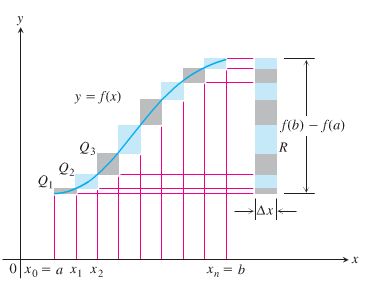 y
y = f(x)
f(b) − f(a)
Q₃
R
Q₂
Q₁
Δx
x
0 x₀ = a x₁ x₂ xₙ = b